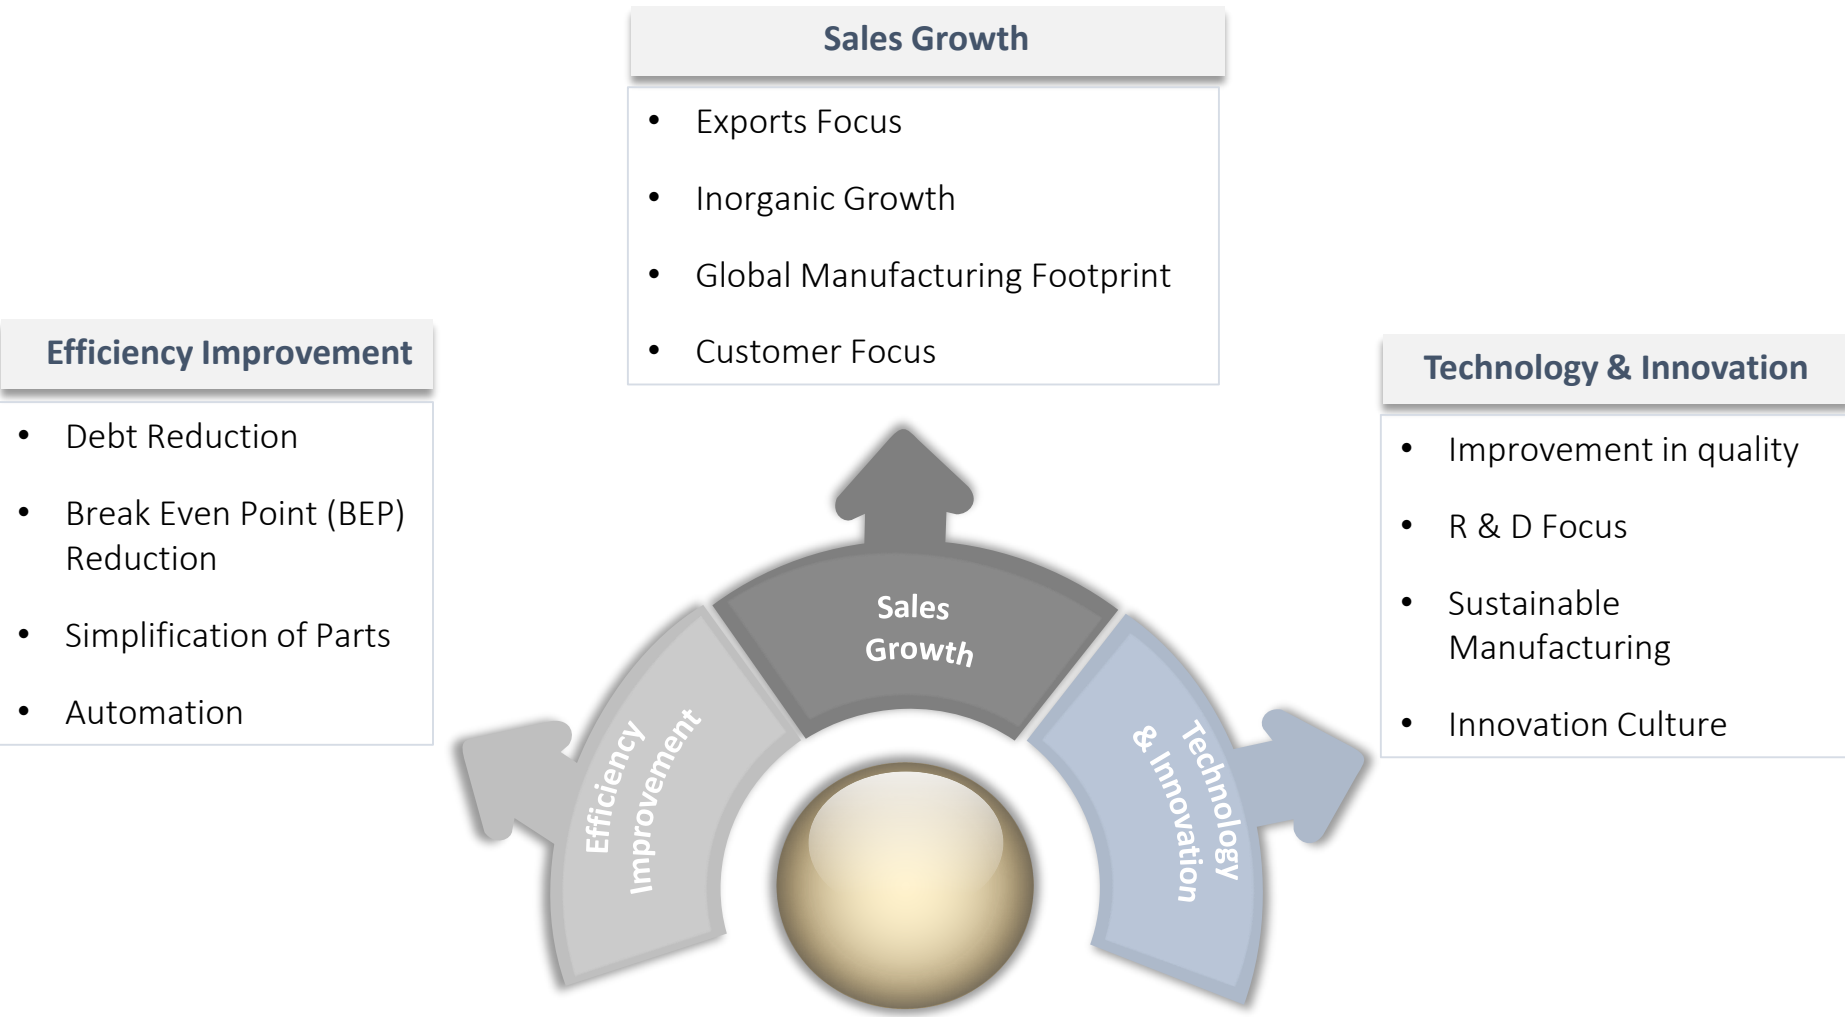 Sales Growth
• Exports Focus
• Inorganic Growth
• Global Manufacturing Footprint
• Customer Focus
Efficiency Improvement
• Debt Reduction
• Break Even Point (BEP)
Reduction
• Simplification of Parts
• Automation
Technology & Innovation
• Improvement in quality
• R & D Focus
• Sustainable
Manufacturing
• Innovation Culture
Efficiency
Improvement
Sales
Growth
Technology
& Innovation